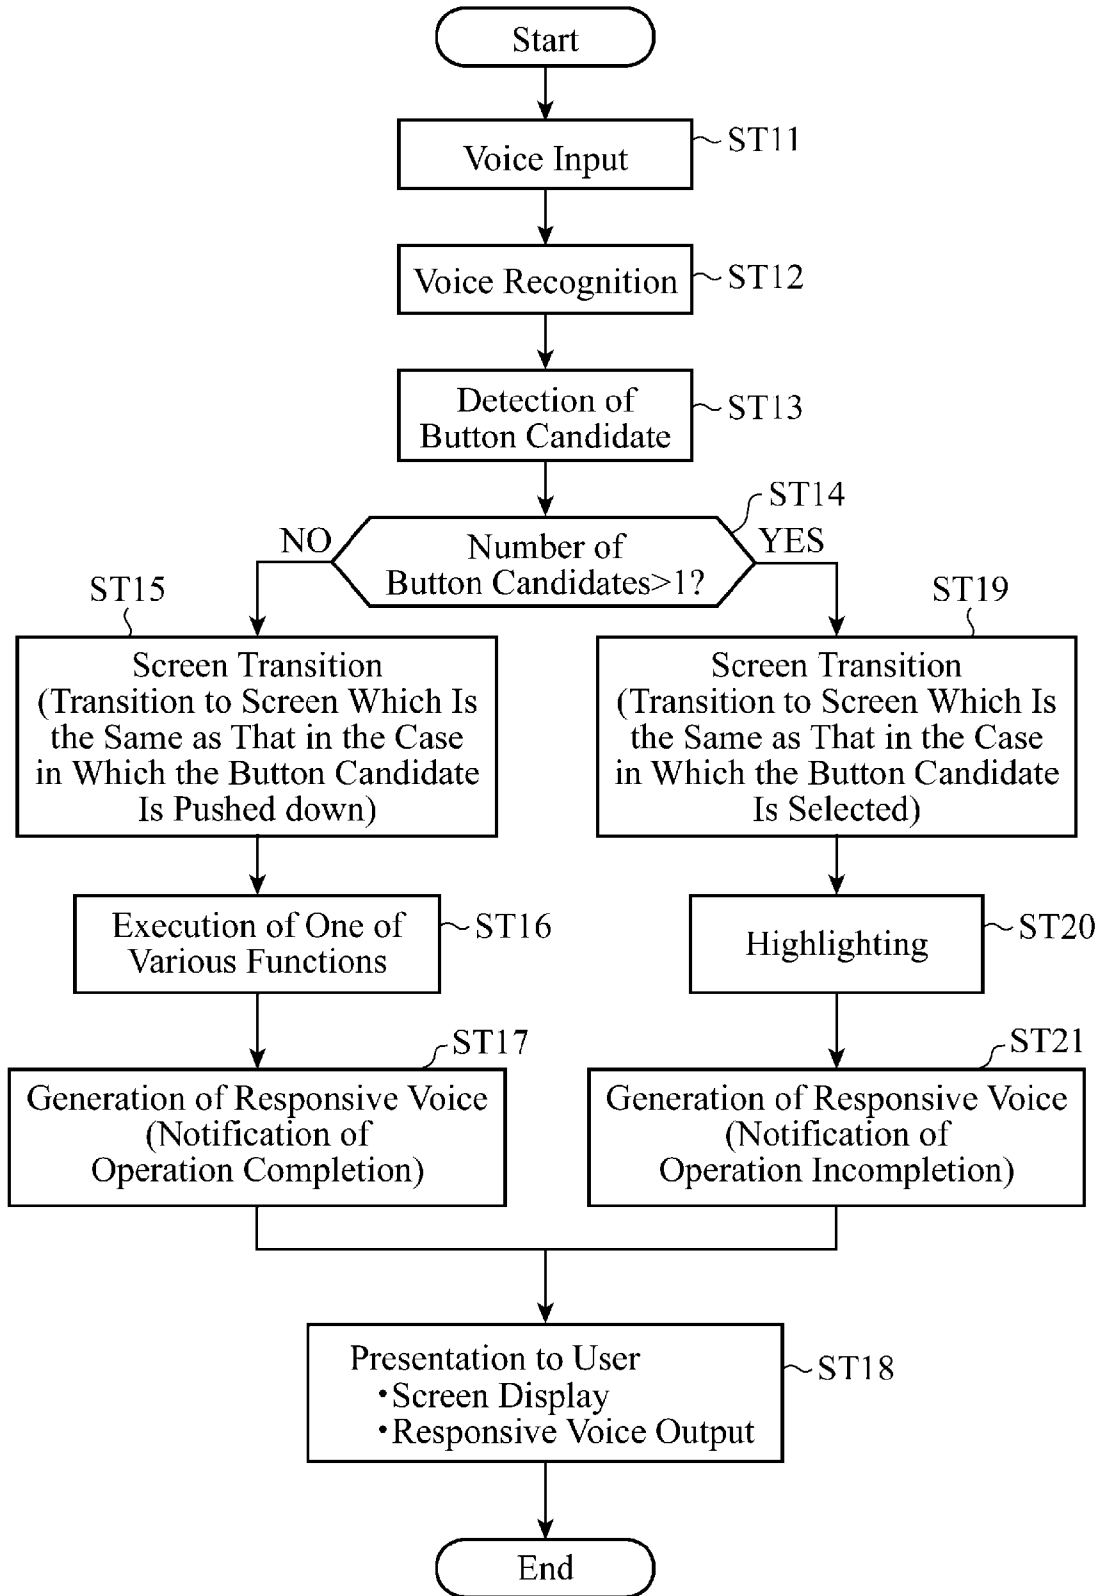 Start
Voice Input
ST11
Voice Recognition
ST12
Detection of
Button Candidate
ST13
ST14
NO
Number of
Button Candidates>1?
YES
ST15
Screen Transition
(Transition to Screen Which Is
the Same as That in the Case
in Which the Button Candidate
Is Pushed down)
ST19
Screen Transition
(Transition to Screen Which Is
the Same as That in the Case
in Which the Button Candidate
Is Selected)
Execution of One of
Various Functions
ST16
Highlighting
ST20
ST17
Generation of Responsive Voice
(Notification of
Operation Completion)
ST21
Generation of Responsive Voice
(Notification of
Operation Incompletion)
Presentation to User
•Screen Display
•Responsive Voice Output
ST18
End